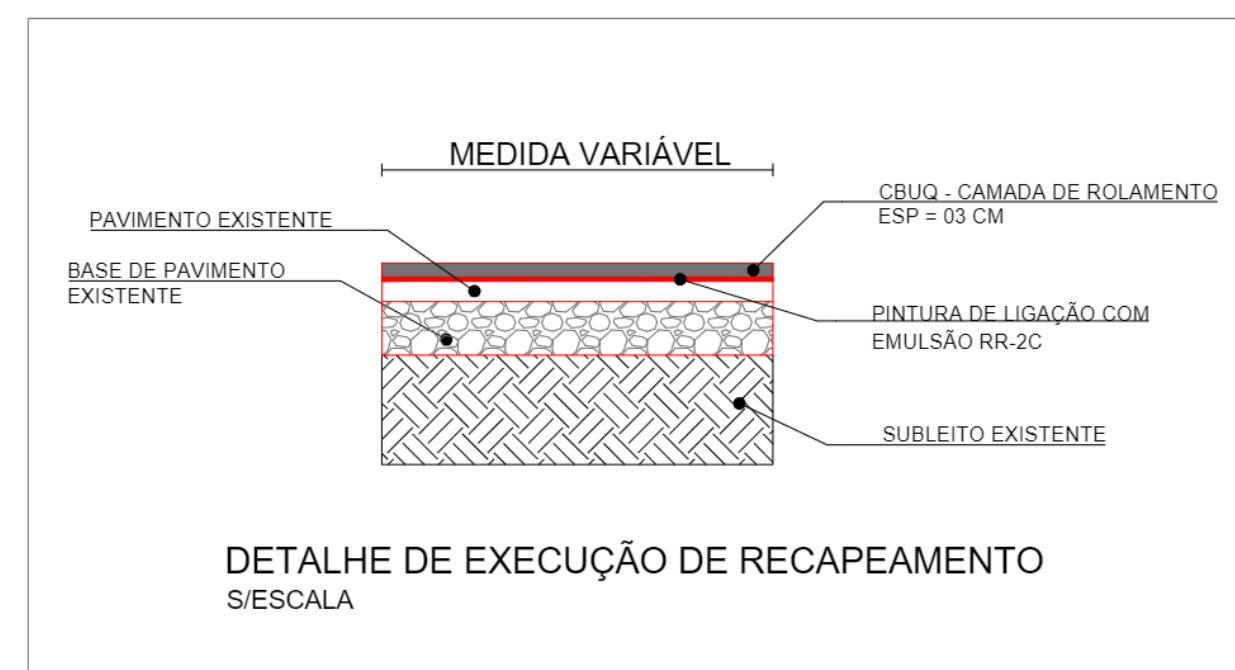 MEDIDA VARIÁVEL
CBUQ - CAMADA DE ROLAMENTO
ESP = 03 CM
PAVIMENTO EXISTENTE
BASE DE PAVIMENTO
EXISTENTE
PINTURA DE LIGAÇÃO COM
EMULSÃO RR-2C
SUBLEITO EXISTENTE
DETALHE DE EXECUÇÃO DE RECAPEAMENTO
S/ESCALA